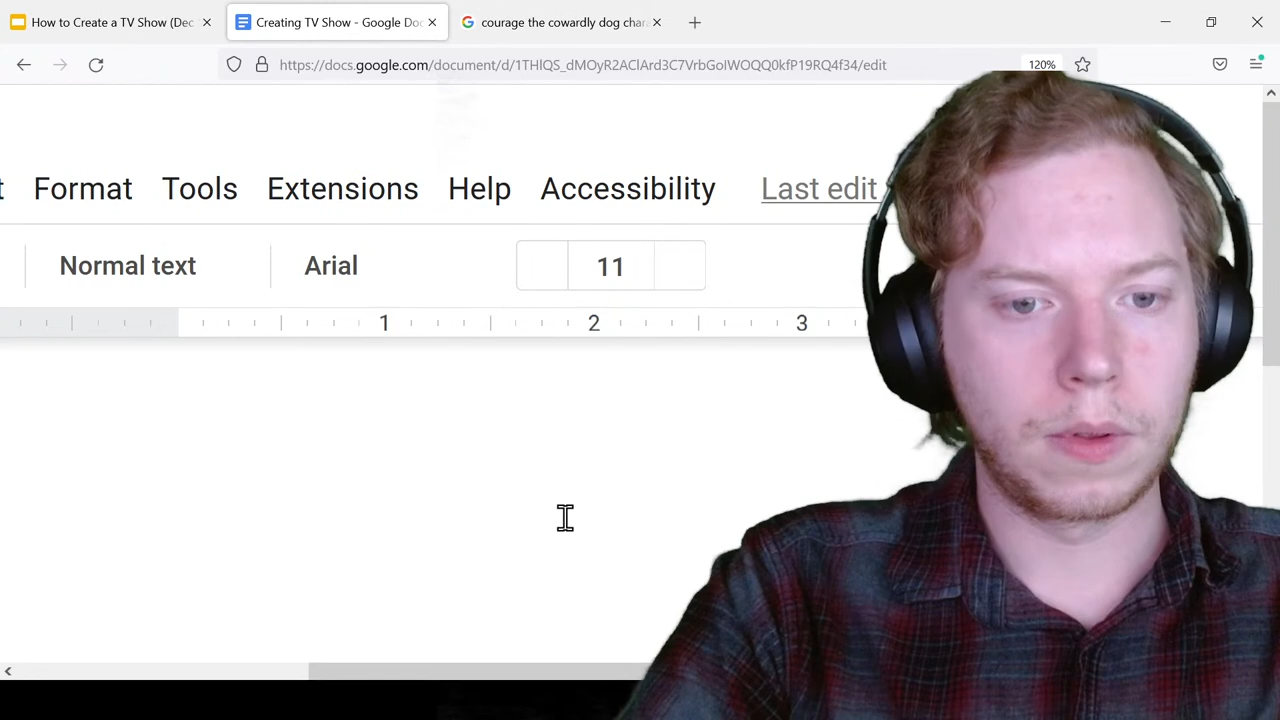 How to Create a TV Show (Dec
Creating TV Show - Google Doc
courage the cowardly dog char
https://docs.google.com/document/d/1THlQS_dMOyR2AClArd3C7VrbGoIWOQQ0kfP19RQ4f34/edit
120%
t Format Tools Extensions Help Accessibility Last edit
Normal text Arial 11
1 2 3